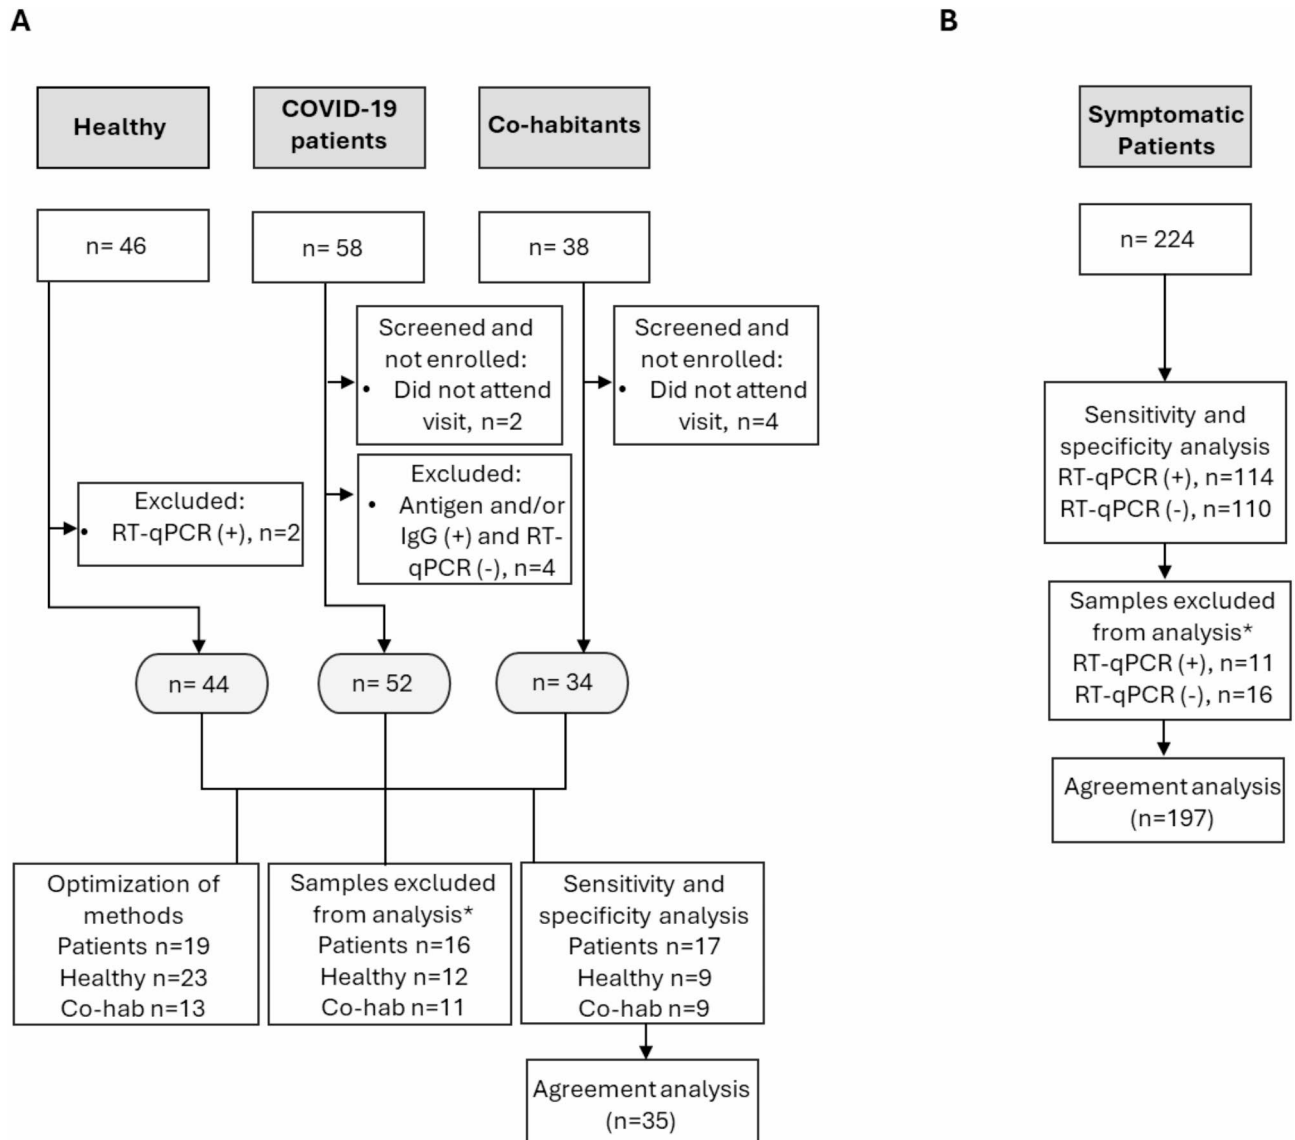 A
B
Healthy
COVID-19
patients
Co-habitants
Symptomatic
Patients
n= 46
n= 58
n= 38
n= 224
Screened and
not enrolled:
• Did not attend
visit, n=2
Screened and
not enrolled:
• Did not attend
visit, n=4
Excluded:
• Antigen and/or
IgG (+) and RT-
qPCR (-), n=4
Excluded:
• RT-qPCR (+), n=2
n= 44
n= 52
n= 34
Optimization of
methods
Patients n=19
Healthy n=23
Co-hab n=13
Samples excluded
from analysis*
Patients n=16
Healthy n=12
Co-hab n=11
Sensitivity and
specificity analysis
Patients n=17
Healthy n=9
Co-hab n=9
Agreement analysis
(n=35)
Sensitivity and
specificity analysis
RT-qPCR (+), n=114
RT-qPCR (-), n=110
Samples excluded
from analysis*
RT-qPCR (+), n=11
RT-qPCR (-), n=16
Agreement analysis
(n=197)